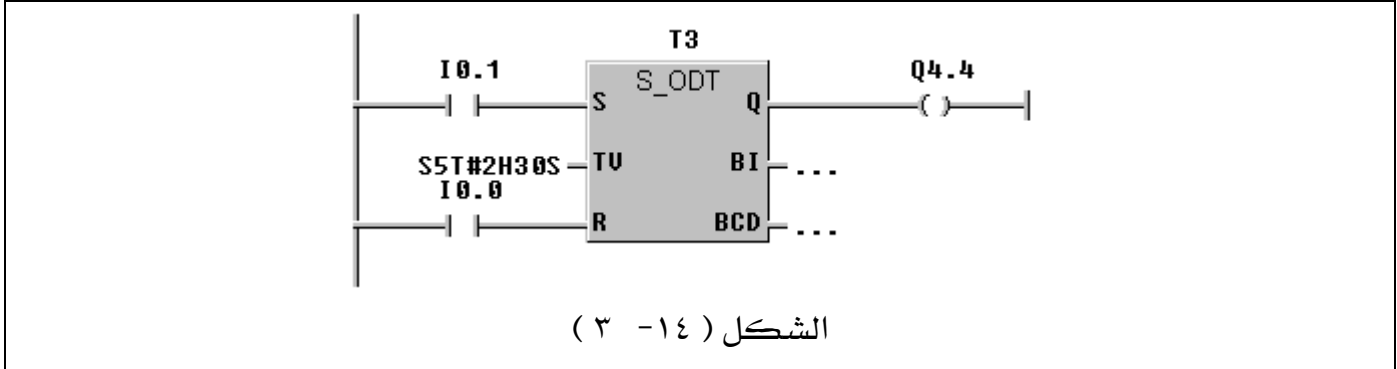 T3
I0.1
S_ODT
Q4.4
S
Q
S5T#2H30S
TV
BI
...
I0.0
R
BCD
...
الشكل ( ١٤- ٣ )